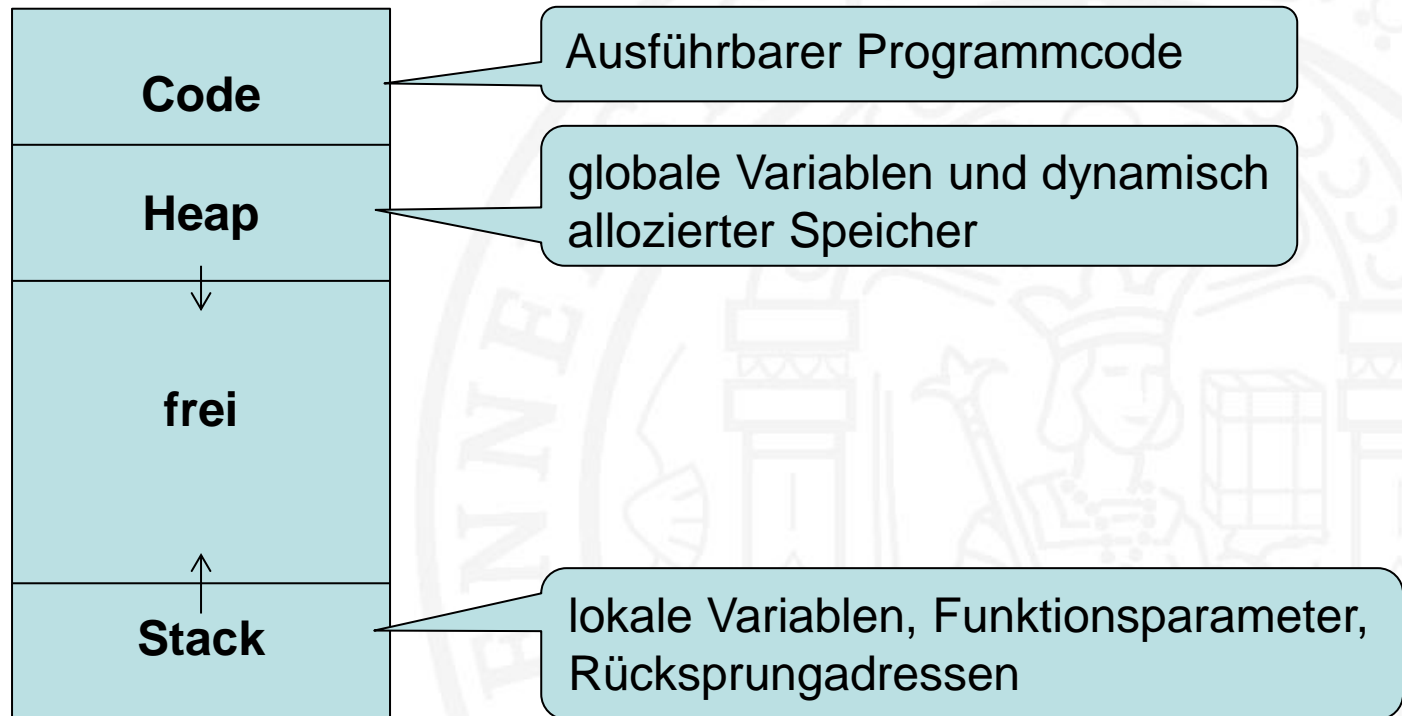 Code
Ausführbarer Programmcode
Heap
globale Variablen und dynamisch
allozierter Speicher
frei
Stack
lokale Variablen, Funktionsparameter,
Rücksprungadressen